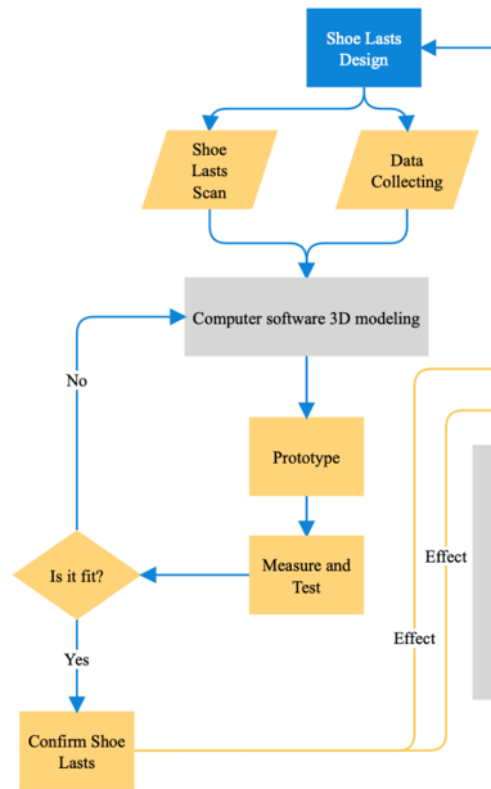 Shoe Lasts
Design
Shoe
Lasts
Scan
Data
Collecting
Computer software 3D modeling
No
Prototype
Effect
Is it fit?
Measure and
Test
Effect
Yes
Confirm Shoe
Lasts